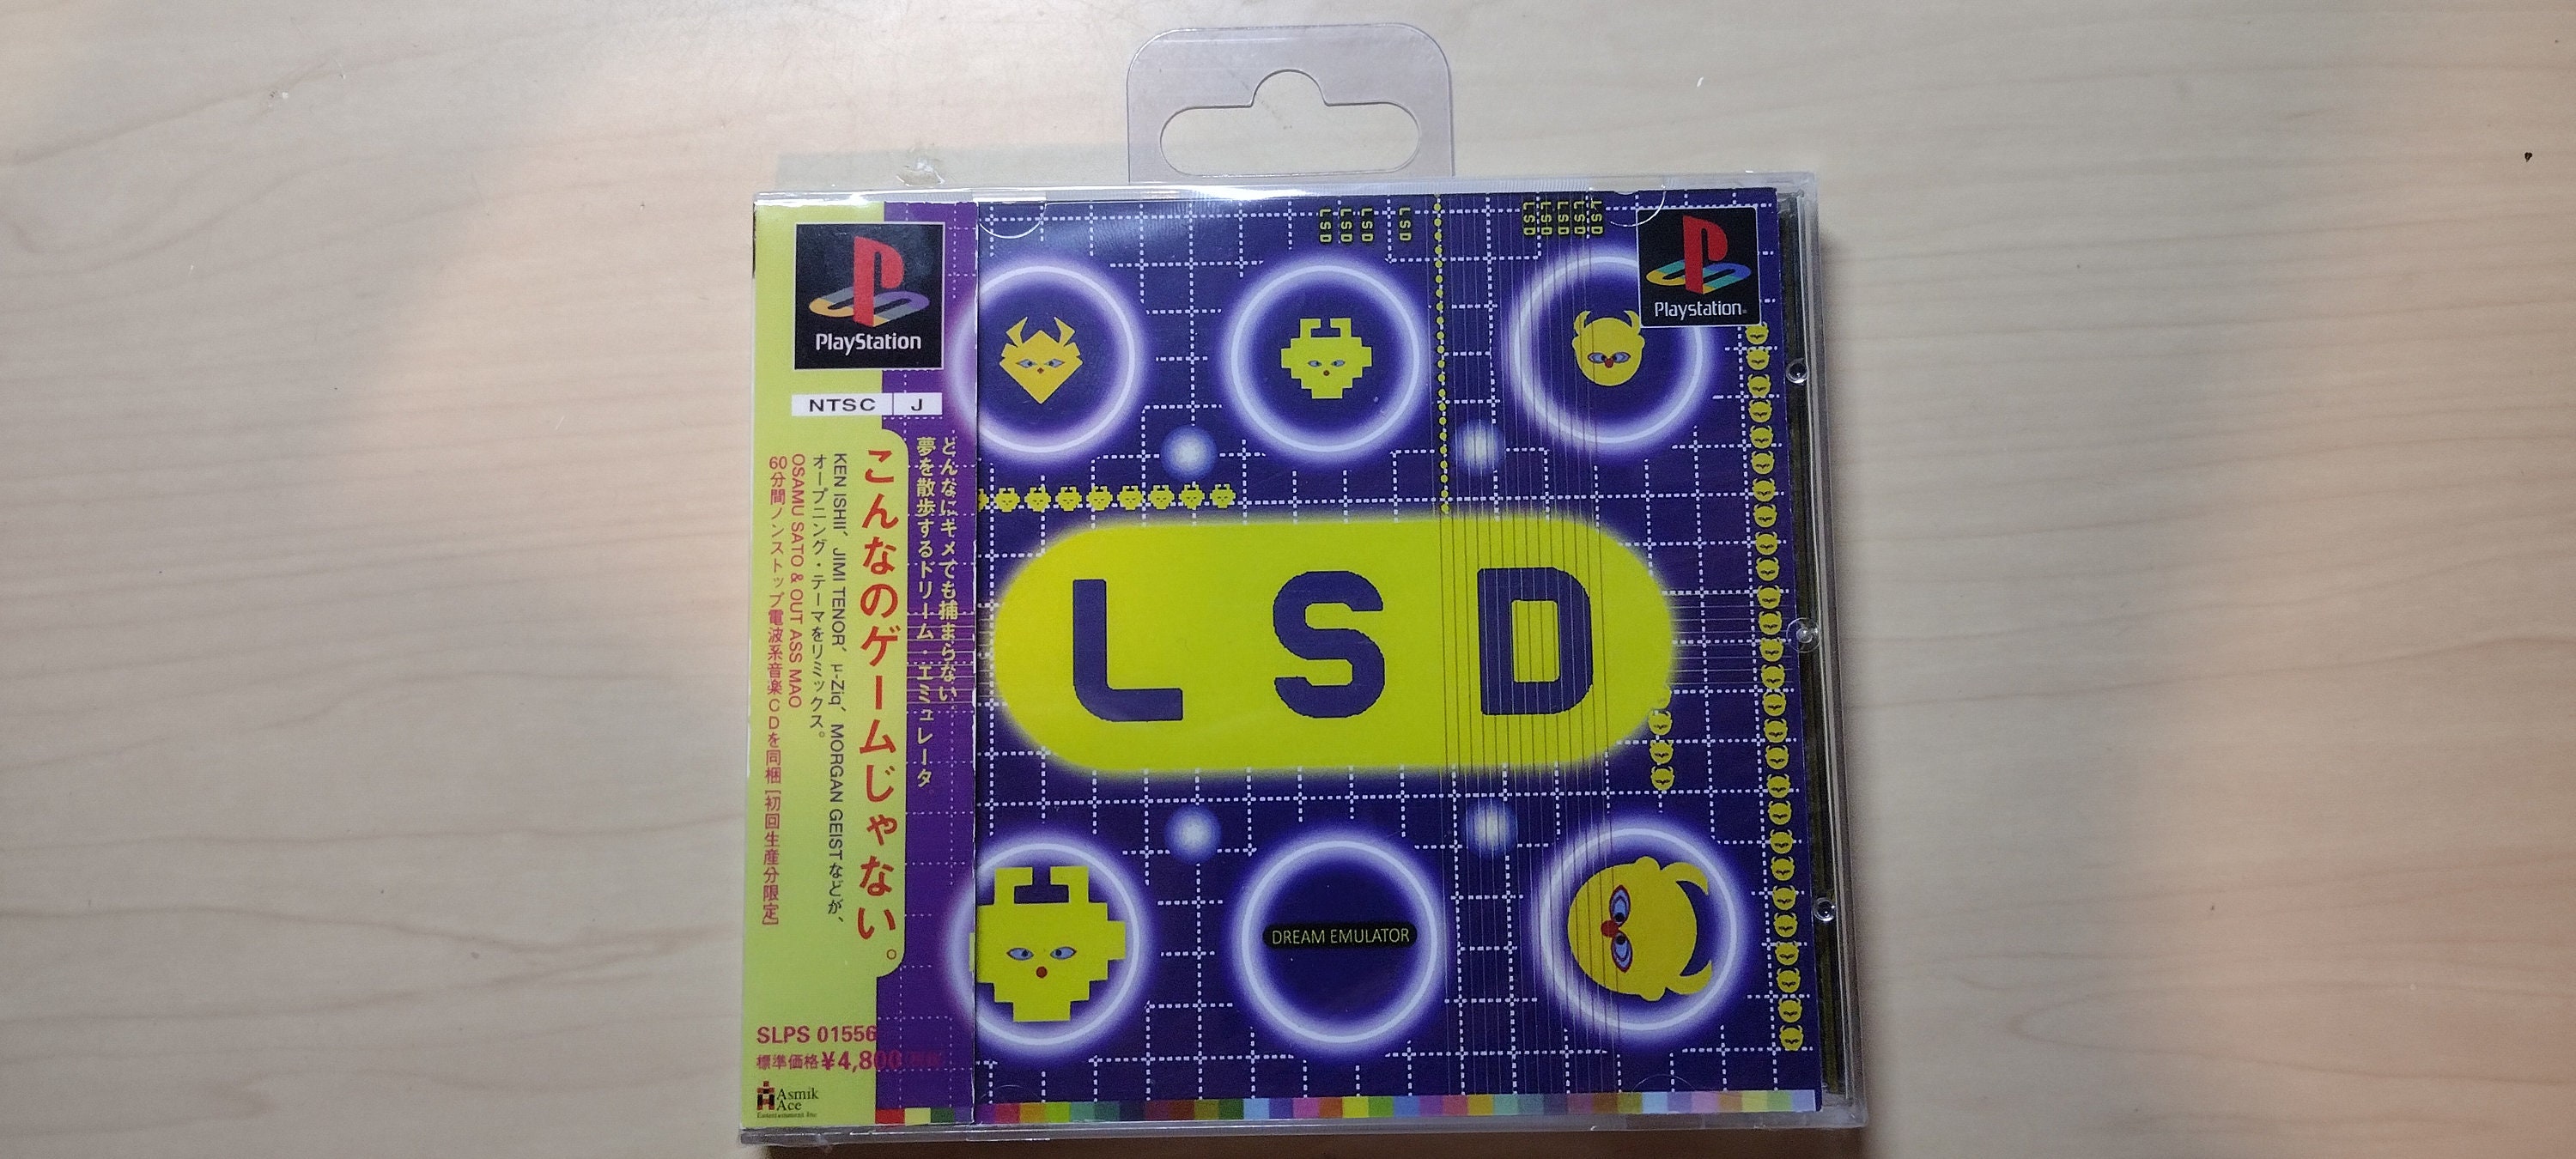 PlayStation
NTSC J
どんなにキメても捕まらない
夢を散歩するドリーム・エミュレータ
こんなのゲームじゃない。
KEN ISHII、JIMI TENOR、μ-Ziq、MORGAN GEISTなどが、
オープニング・テーマをリミックス。
OSAMU SATO & OUT ASS MAO
60分間ノンストップ電波系音楽CDを同梱［初回生産分限定］
SLPS 01556
標準価格¥4,800
Asmik
Ace
Entertainment Inc
LSD LSD LSD LSD
LSD LSD LSD LSD LSD
Playstation
LSD
DREAM EMULATOR